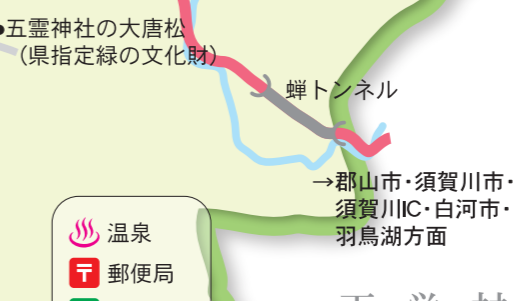 ●五霊神社の大唐松
（県指定緑の文化財）
蝉トンネル
→郡山市・須賀川市・
須賀川IC・白河市・
羽鳥湖方面
温泉
〒 郵便局